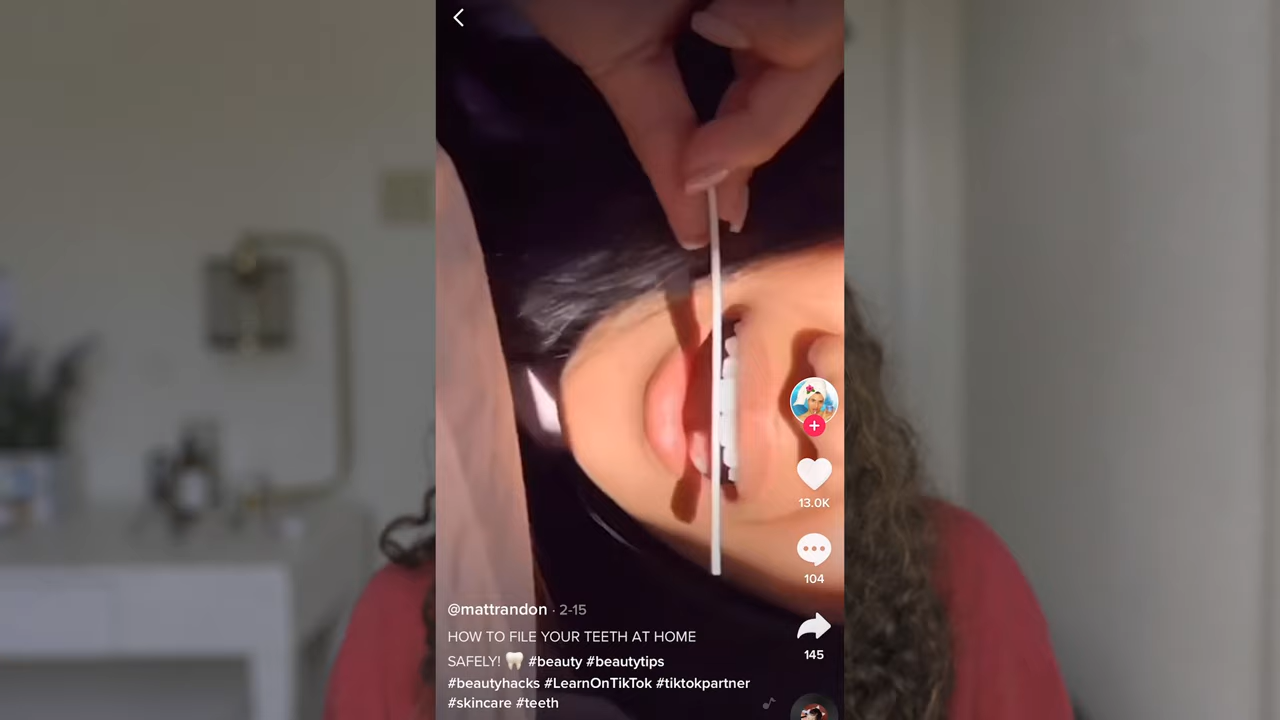 13.0K
104
@mattrandon · 2-15
HOW TO FILE YOUR TEETH AT HOME
SAFELY! 🦷 #beauty #beautytips
145
#beautyhacks #LearnOnTikTok #tiktokpartner
#skincare #teeth